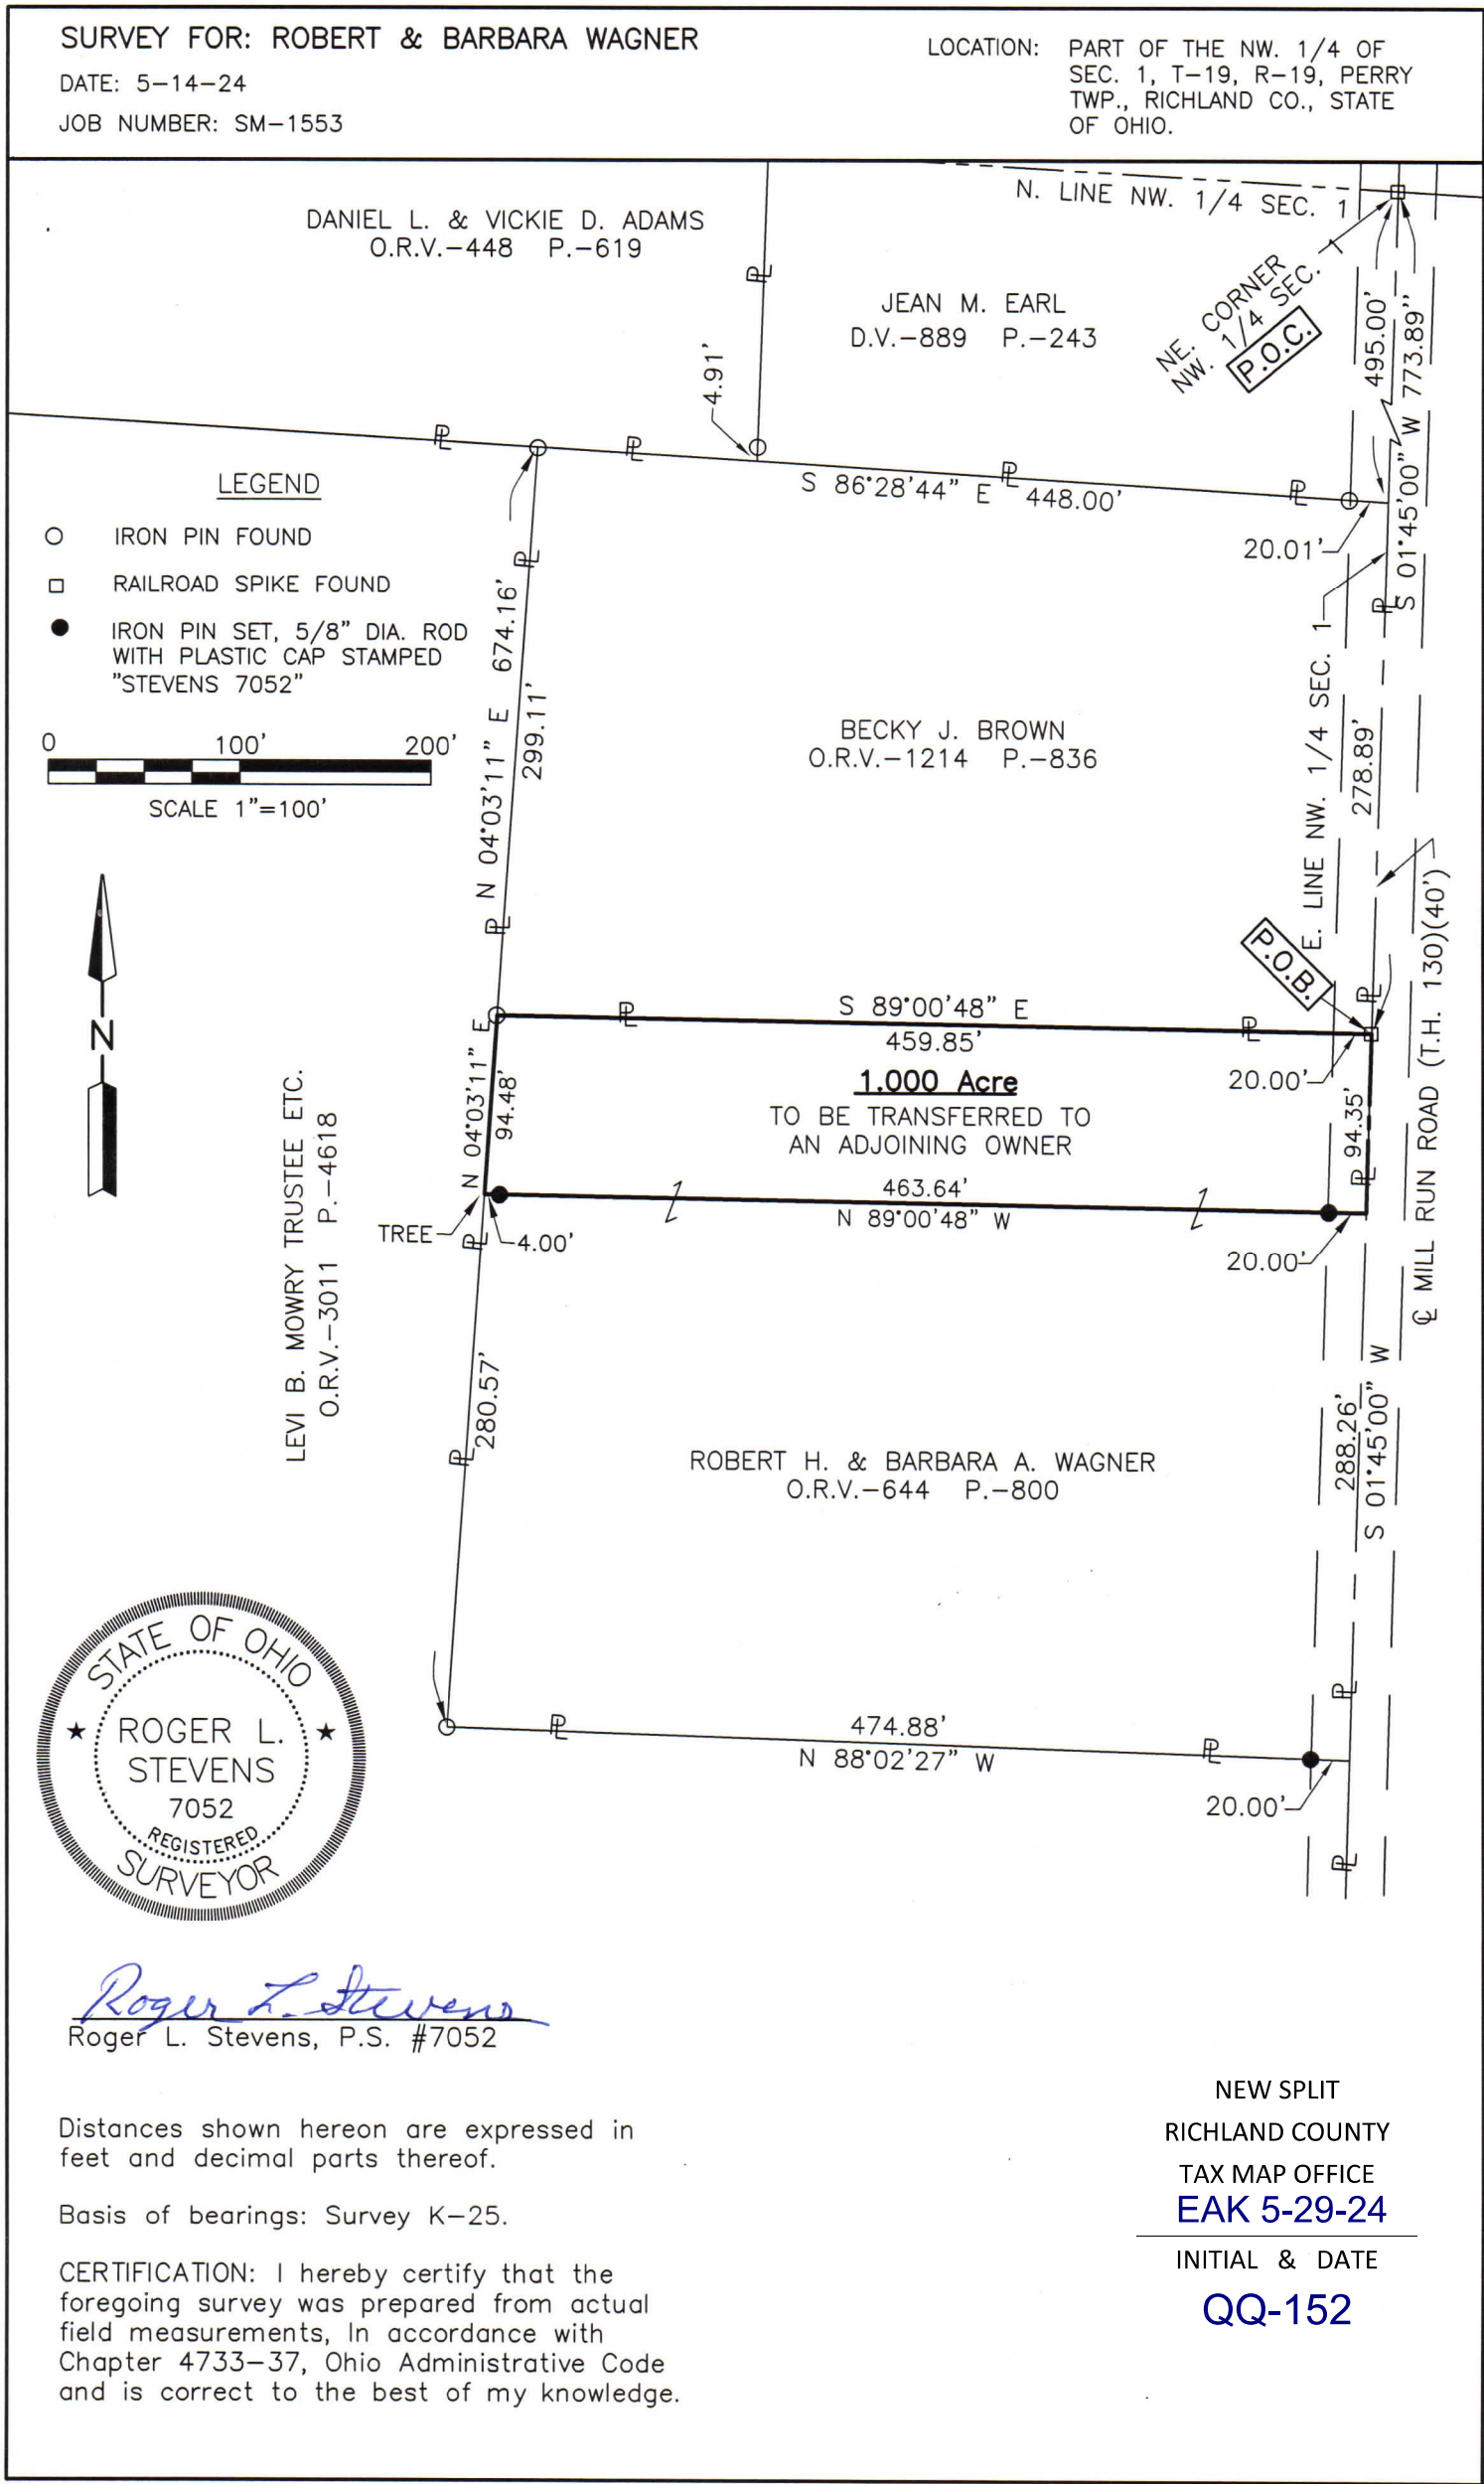 SURVEY FOR: ROBERT & BARBARA WAGNER
DATE: 5-14-24
JOB NUMBER: SM-1553
LOCATION: PART OF THE NW. 1/4 OF
SEC. 1, T-19, R-19, PERRY
TWP., RICHLAND CO., STATE
OF OHIO.
N. LINE NW. 1/4 SEC. 1
DANIEL L. & VICKIE D. ADAMS
O.R.V.-448 P.-619
JEAN M. EARL
D.V.-889 P.-243
NE. CORNER
NW. 1/4 SEC. 1
P.O.C.
495.00'
S 01°45'00" W 773.89"
4.91'
S 86°28'44" E 448.00'
20.01'
LEGEND
IRON PIN FOUND
RAILROAD SPIKE FOUND
IRON PIN SET, 5/8" DIA. ROD
WITH PLASTIC CAP STAMPED
"STEVENS 7052"
0 100' 200'
SCALE 1"=100'
N 04°03'11" E 674.16'
299.11'
BECKY J. BROWN
O.R.V.-1214 P.-836
E. LINE NW. 1/4 SEC. 1
278.89'
N
P.O.B.
℄ MILL RUN ROAD (T.H. 130)(40')
S 89°00'48" E
459.85'
1.000 Acre
TO BE TRANSFERRED TO
AN ADJOINING OWNER
20.00'
94.35'
N 04°03'11" E
94.48'
463.64'
N 89°00'48" W
TREE
4.00'
20.00'
LEVI B. MOWRY TRUSTEE ETC.
O.R.V.-3011 P.-4618
280.57'
ROBERT H. & BARBARA A. WAGNER
O.R.V.-644 P.-800
288.26'
S 01°45'00" W
474.88'
N 88°02'27" W
20.00'
STATE OF OHIO
ROGER L.
STEVENS
7052
REGISTERED
SURVEYOR
Roger L. Stevens
Roger L. Stevens, P.S. #7052
Distances shown hereon are expressed in
feet and decimal parts thereof.
Basis of bearings: Survey K-25.
CERTIFICATION: I hereby certify that the
foregoing survey was prepared from actual
field measurements, In accordance with
Chapter 4733-37, Ohio Administrative Code
and is correct to the best of my knowledge.
NEW SPLIT
RICHLAND COUNTY
TAX MAP OFFICE
EAK 5-29-24
INITIAL & DATE
QQ-152